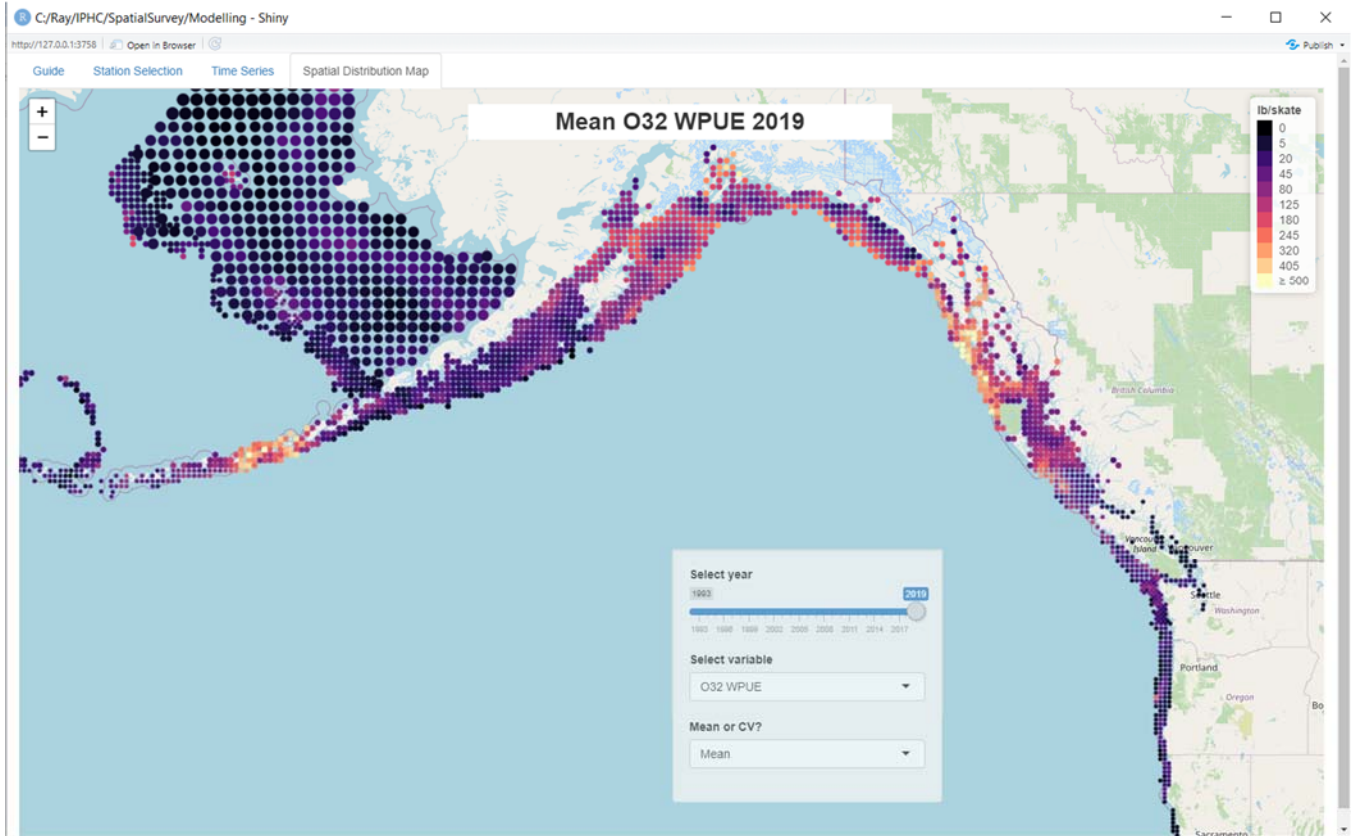 C:/Ray/IPHC/SpatialSurvey/Modelling - Shiny
http://127.0.0.1:3758 Open in Browser Publish
Guide Station Selection Time Series Spatial Distribution Map
+
−
Mean O32 WPUE 2019
lb/skate
0
5
20
45
80
125
180
245
320
405
≥ 500
British Columbia
Island
Seattle
Washington
Portland
Oregon
Bo
Sacramento
Select year
1993 2019
1993 1996 1999 2002 2005 2008 2011 2014 2017
Select variable
O32 WPUE
Mean or CV?
Mean